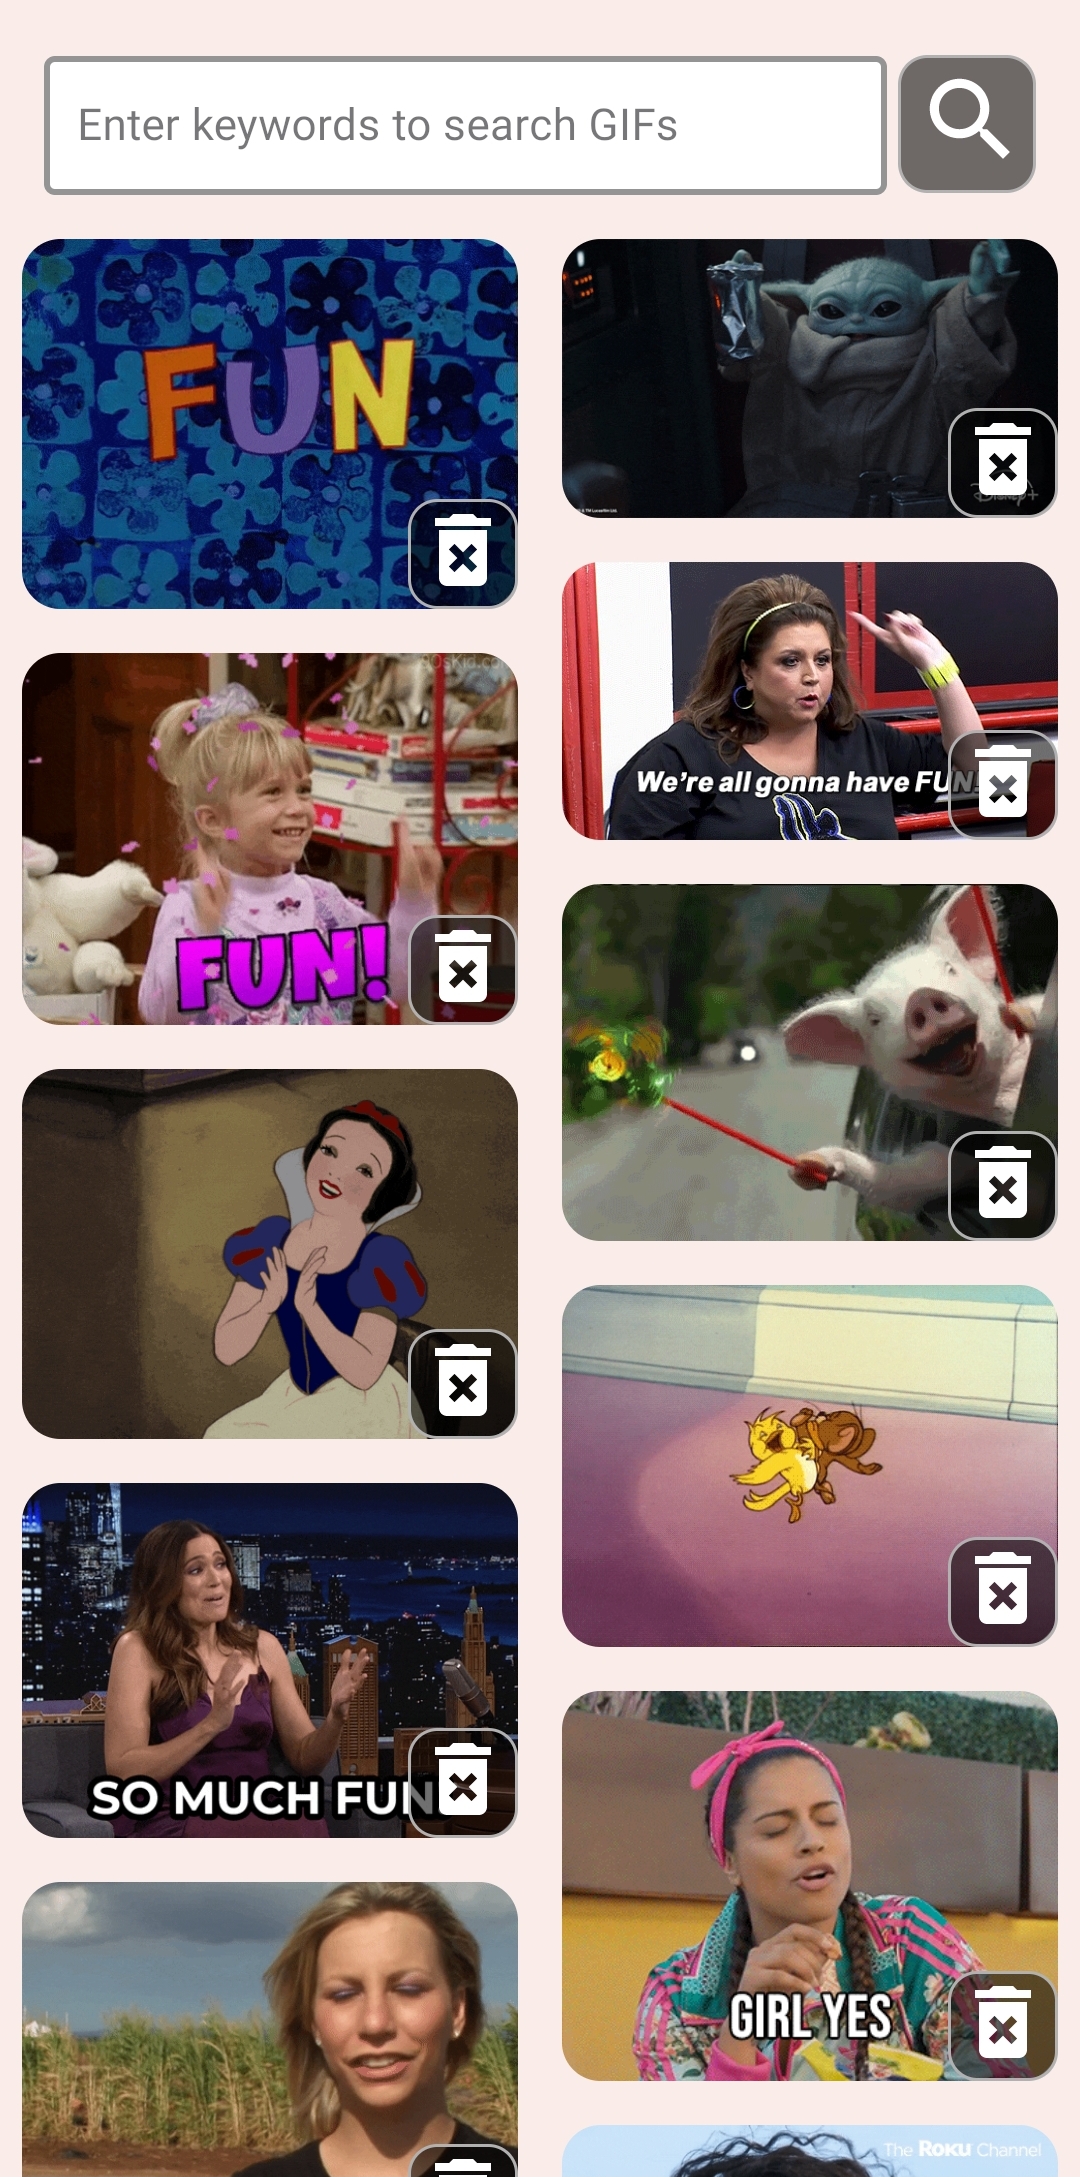 Enter keywords to search GIFs
FUN
Disney+
We're all gonna have FUN!
FUN!
SO MUCH FUN
GIRL YES
The Roku Channel